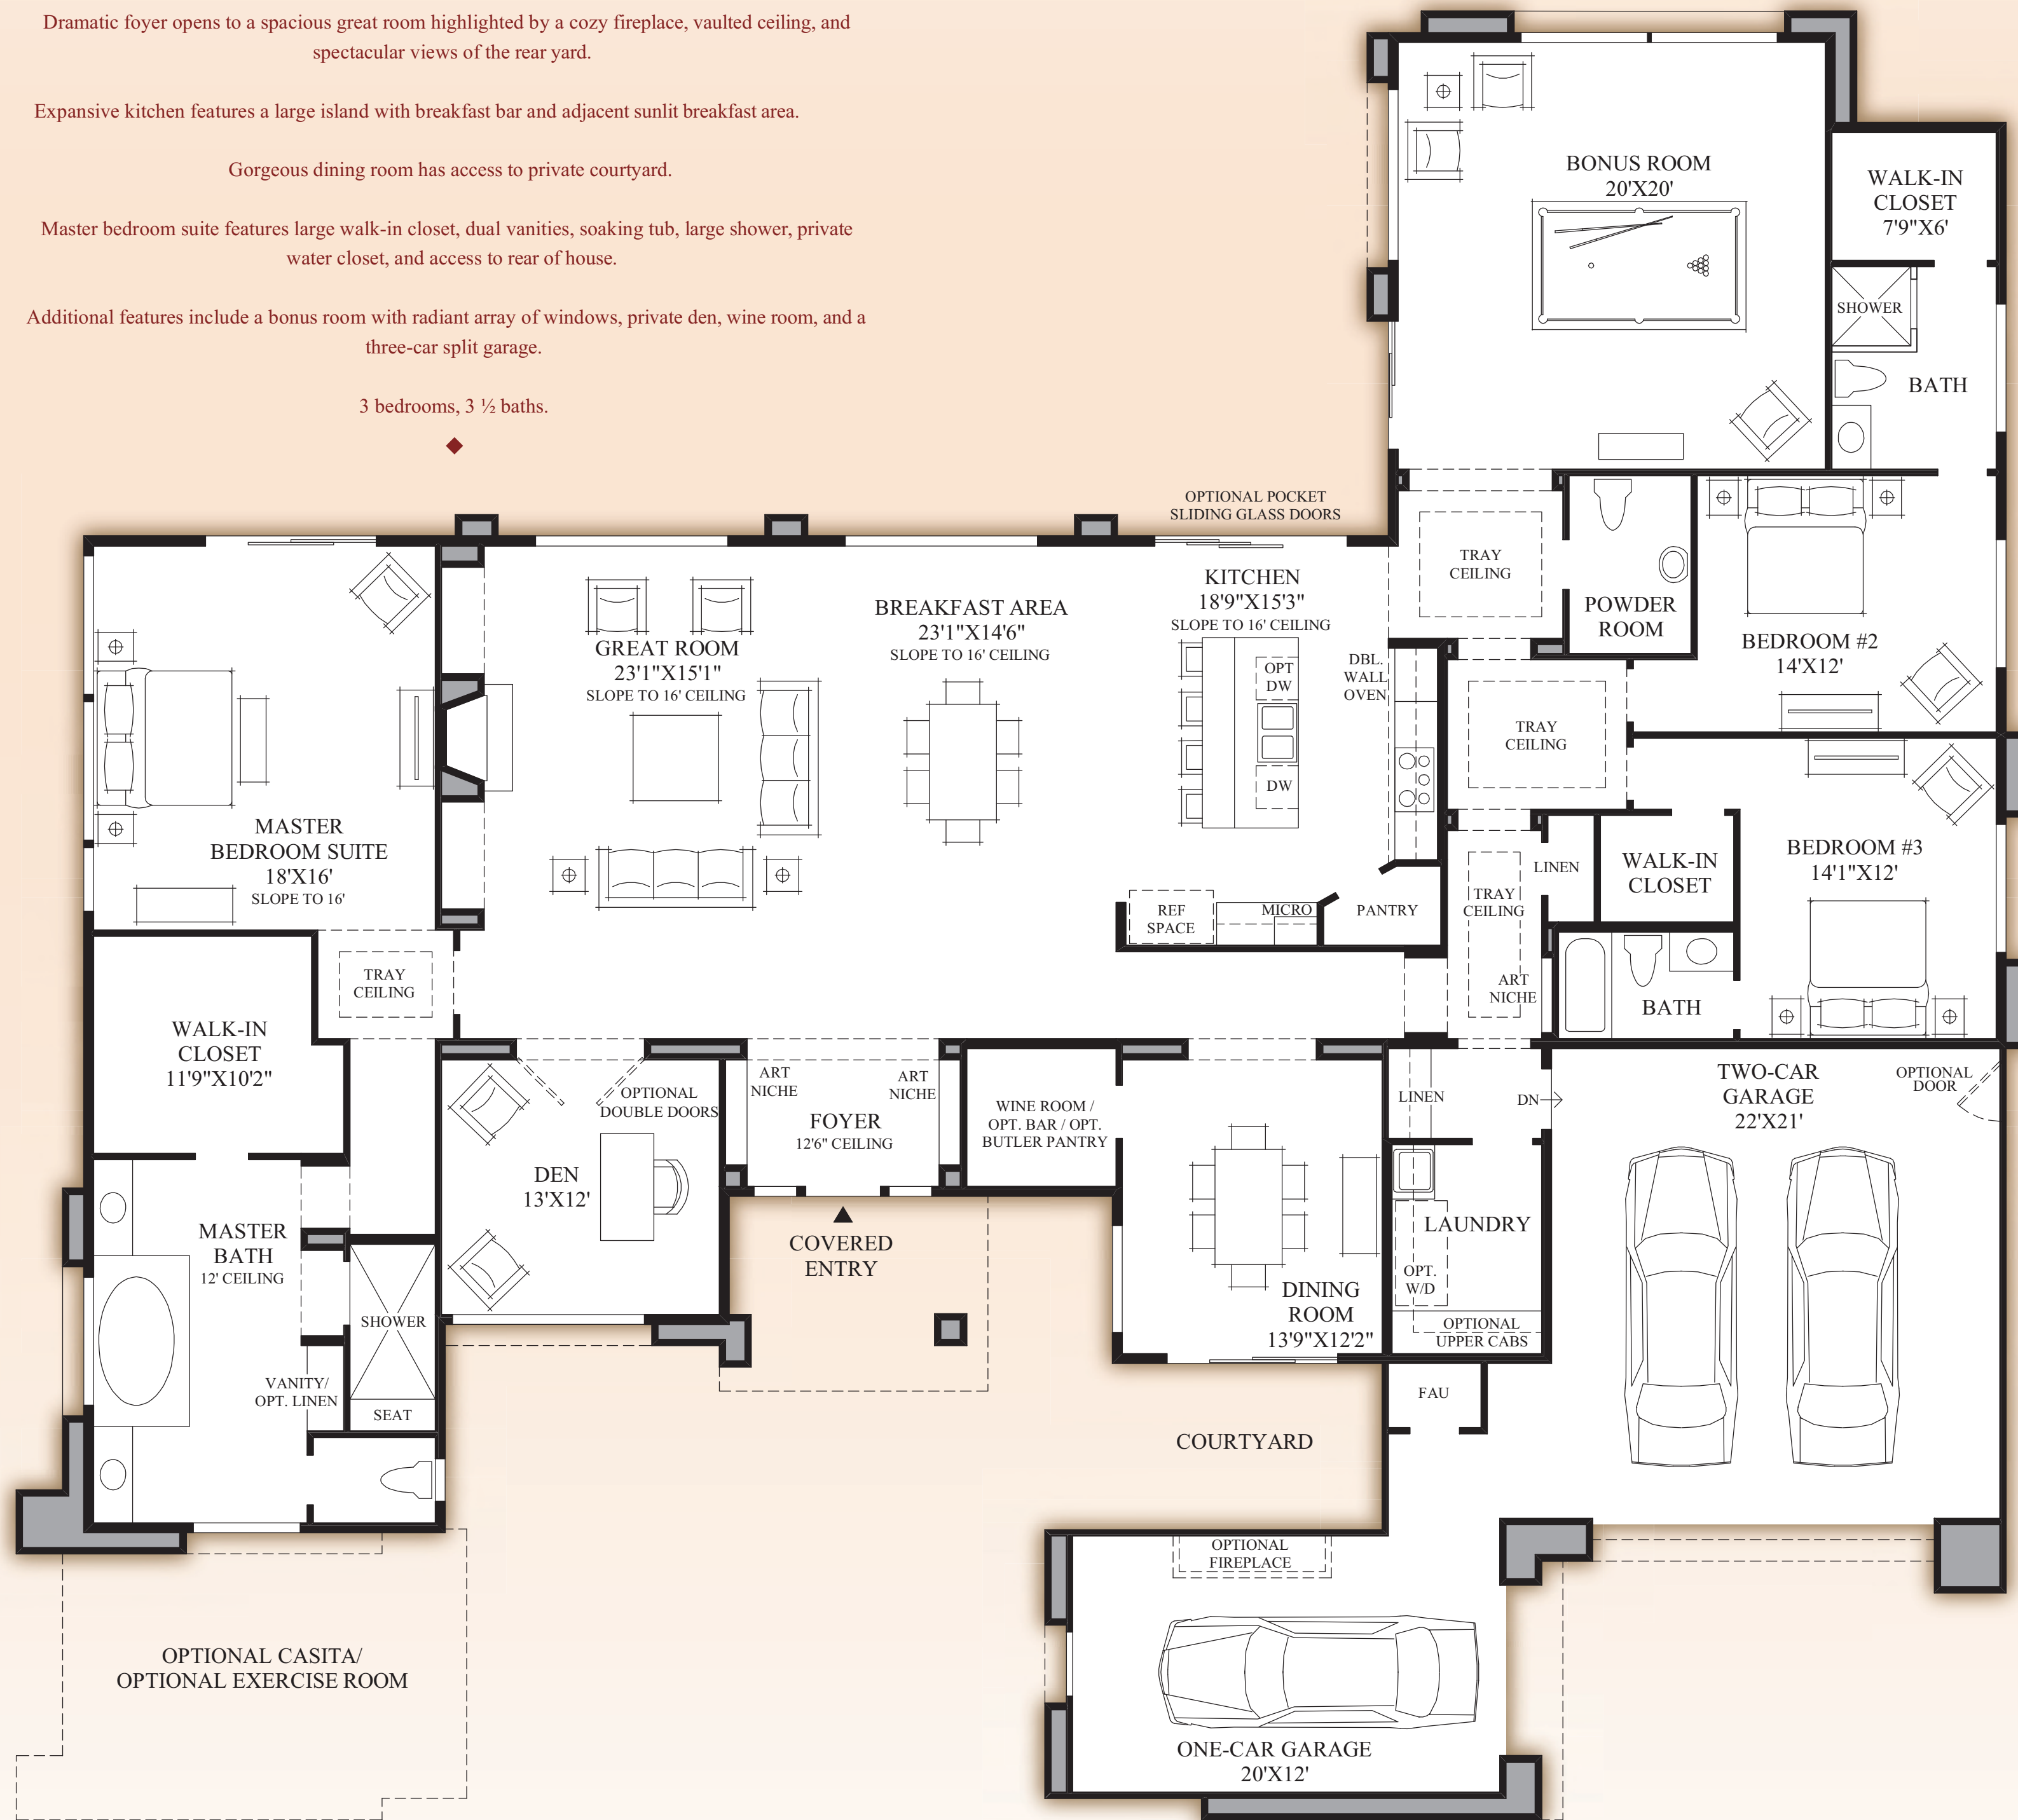 Dramatic foyer opens to a spacious great room highlighted by a cozy fireplace, vaulted ceiling, and
spectacular views of the rear yard.
Expansive kitchen features a large island with breakfast bar and adjacent sunlit breakfast area.
Gorgeous dining room has access to private courtyard.
Master bedroom suite features large walk-in closet, dual vanities, soaking tub, large shower, private
water closet, and access to rear of house.
Additional features include a bonus room with radiant array of windows, private den, wine room, and a
three-car split garage.
3 bedrooms, 3 ½ baths.
BONUS ROOM
20'X20'
WALK-IN
CLOSET
7'9"X6'
SHOWER
BATH
OPTIONAL POCKET
SLIDING GLASS DOORS
TRAY
CEILING
POWDER
ROOM
BEDROOM #2
14'X12'
KITCHEN
18'9"X15'3"
SLOPE TO 16' CEILING
BREAKFAST AREA
23'1"X14'6"
SLOPE TO 16' CEILING
GREAT ROOM
23'1"X15'1"
SLOPE TO 16' CEILING
OPT
DW
DW
DBL.
WALL
OVEN
TRAY
CEILING
MASTER
BEDROOM SUITE
18'X16'
SLOPE TO 16'
BEDROOM #3
14'1"X12'
LINEN
WALK-IN
CLOSET
TRAY
CEILING
REF
SPACE
MICRO
PANTRY
TRAY
CEILING
ART
NICHE
BATH
WALK-IN
CLOSET
11'9"X10'2"
OPTIONAL
DOUBLE DOORS
ART
NICHE
ART
NICHE
FOYER
12'6" CEILING
WINE ROOM /
OPT. BAR / OPT.
BUTLER PANTRY
LINEN
DN
TWO-CAR
GARAGE
22'X21'
OPTIONAL
DOOR
DEN
13'X12'
MASTER
BATH
12' CEILING
COVERED
ENTRY
LAUNDRY
OPT.
W/D
DINING
ROOM
13'9"X12'2"
OPTIONAL
UPPER CABS
SHOWER
VANITY/
OPT. LINEN
SEAT
FAU
COURTYARD
OPTIONAL
FIREPLACE
OPTIONAL CASITA/
OPTIONAL EXERCISE ROOM
ONE-CAR GARAGE
20'X12'